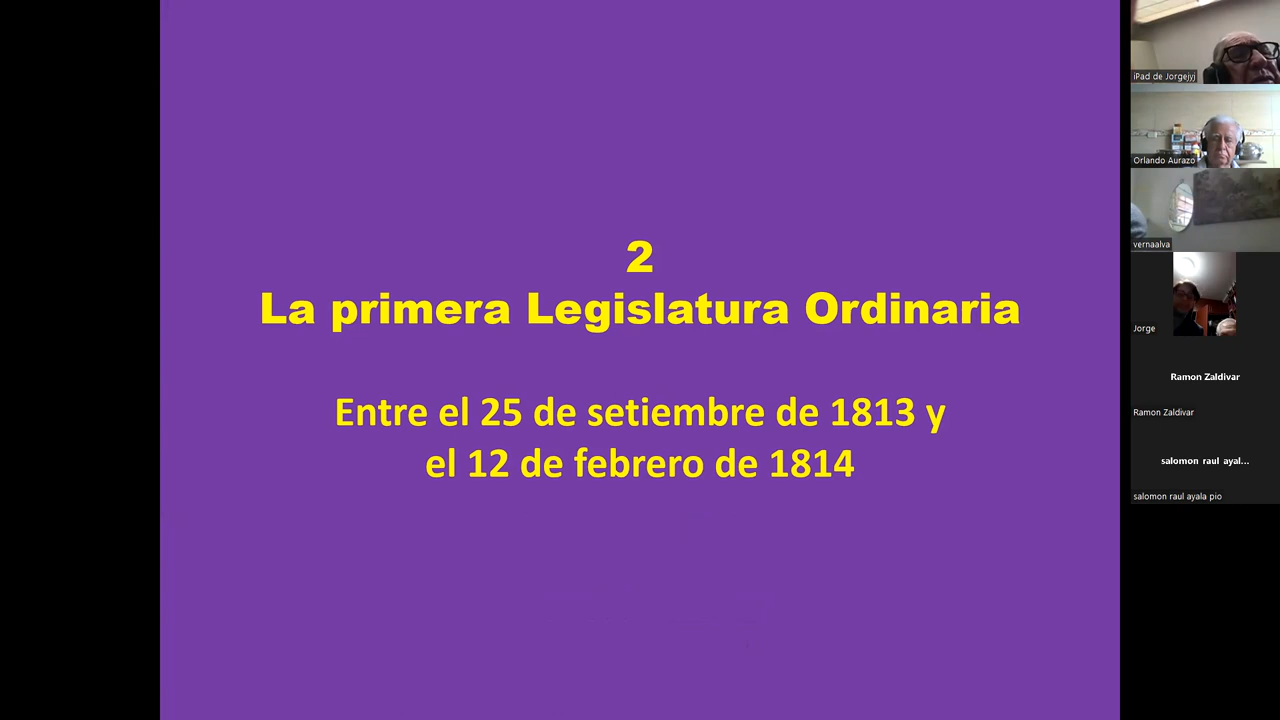 2
La primera Legislatura Ordinaria
Entre el 25 de setiembre de 1813 y
el 12 de febrero de 1814
iPad de Jorgejyj
Orlando Aurazo
vernaalva
Jorge
Ramon Zaldivar
Ramon Zaldivar
salomon raul ayal...
salomon raul ayala pio